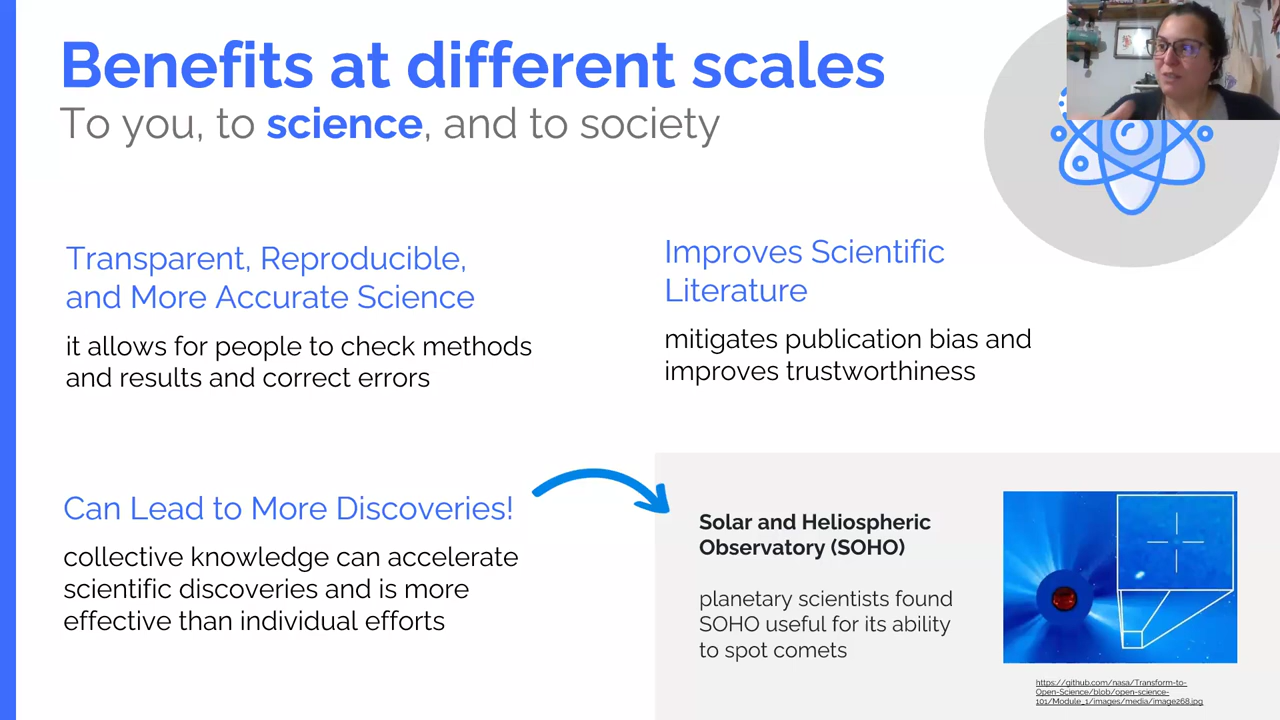 Benefits at different scales
To you, to science, and to society
Transparent, Reproducible,
and More Accurate Science
it allows for people to check methods
and results and correct errors
Improves Scientific
Literature
mitigates publication bias and
improves trustworthiness
Can Lead to More Discoveries!
collective knowledge can accelerate
scientific discoveries and is more
effective than individual efforts
Solar and Heliospheric
Observatory (SOHO)
planetary scientists found
SOHO useful for its ability
to spot comets
https://github.com/nasa/Transform-to-
Open-Science/blob/open-science-
101/Module_1/images/media/image268.jpg